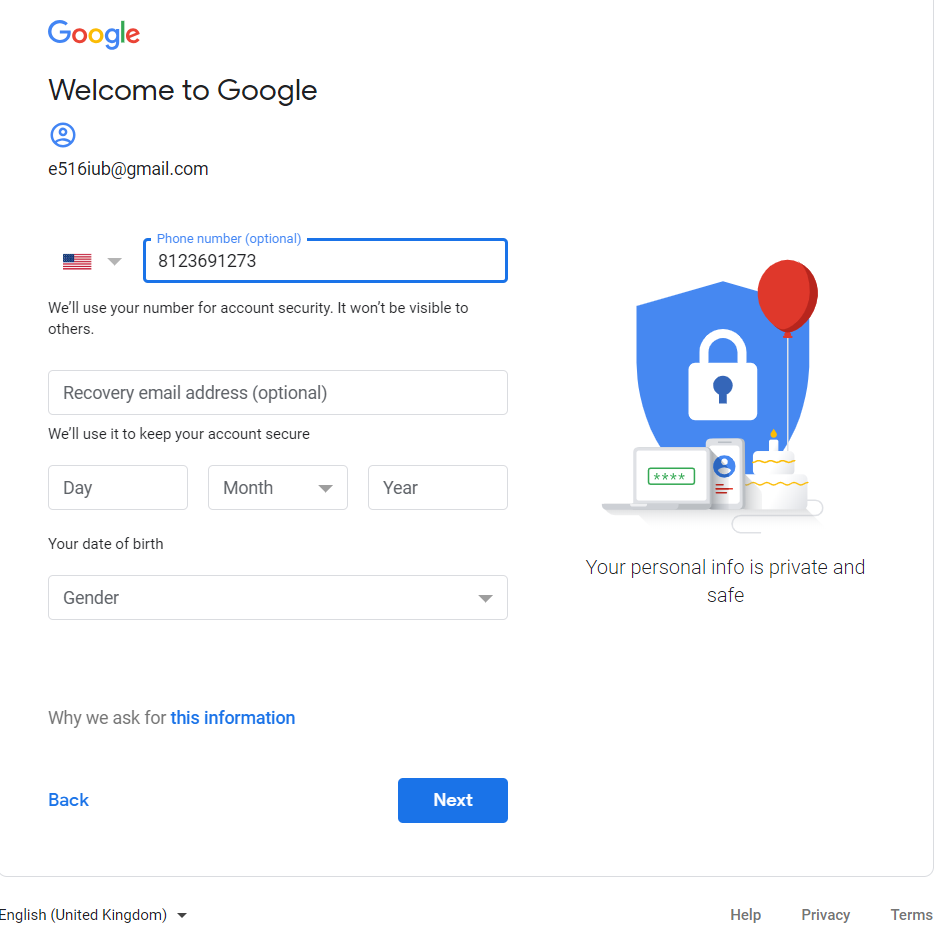 Google
Welcome to Google
e516iub@gmail.com
Phone number (optional)
8123691273
We'll use your number for account security. It won't be visible to
others.
Recovery email address (optional)
We'll use it to keep your account secure
Day Month Year
Your date of birth
Gender
****
Your personal info is private and
safe
Why we ask for this information
Back Next
English (United Kingdom) Help Privacy Terms